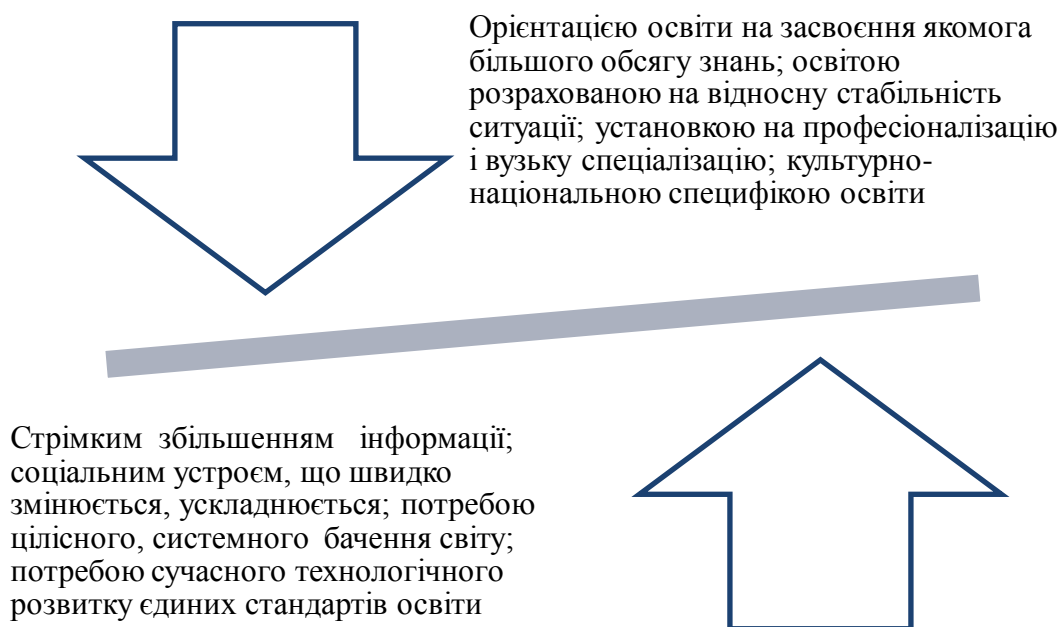 Орієнтацією освіти на засвоєння якомога
більшого обсягу знань; освітою
розрахованою на відносну стабільність
ситуації; установкою на професіоналізацію
і вузьку спеціалізацію; культурно-
національною специфікою освіти
Стрімким збільшенням інформації;
соціальним устроєм, що швидко
змінюється, ускладнюється; потребою
цілісного, системного бачення світу;
потребою сучасного технологічного
розвитку єдиних стандартів освіти